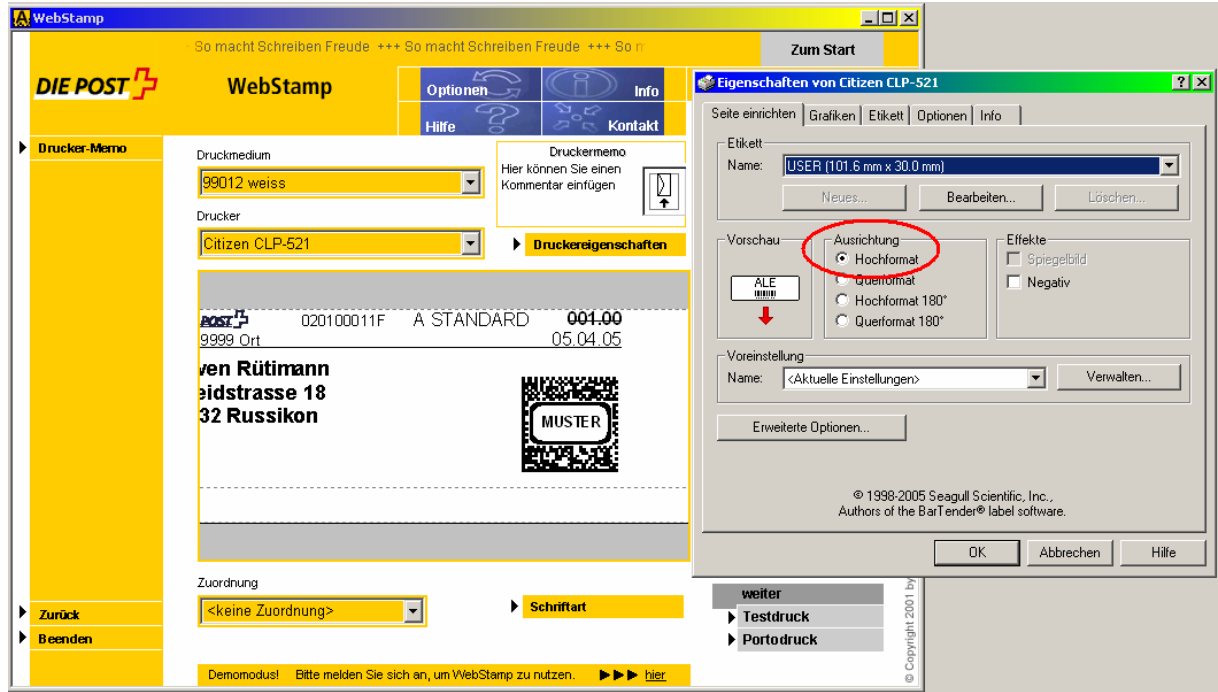 WebStamp
So macht Schreiben Freude +++ So macht Schreiben Freude +++ So
Zum Start
DIE POST
WebStamp
Optionen
Info
Hilfe
Kontakt
Drucker-Memo
Druckmedium
99012 weiss
Druckermemo
Hier können Sie einen
Kommentar einfügen
Drucker
Citizen CLP-521
Druckereigenschaften
POST 020100011F A STANDARD 001.00
9999 Ort 05.04.05
ven Rütimann
eidstrasse 18
32 Russikon
MUSTER
Zuordnung
<keine Zuordnung>
Schriftart
Zurück
Beenden
weiter
Testdruck
Portodruck
© Copyright 2001 by
Demomodus! Bitte melden Sie sich an, um WebStamp zu nutzen. hier
Eigenschaften von Citizen CLP-521
Seite einrichten Grafiken Etikett Optionen Info
Etikett
Name: USER (101.6 mm x 30.0 mm)
Neues... Bearbeiten... Löschen...
Vorschau
ALE
Ausrichtung
Hochformat
Querformat
Hochformat 180°
Querformat 180°
Effekte
Spiegelbild
Negativ
Voreinstellung
Name: <Aktuelle Einstellungen> Verwalten...
Erweiterte Optionen...
© 1998-2005 Seagull Scientific, Inc.,
Authors of the BarTender® label software.
OK Abbrechen Hilfe